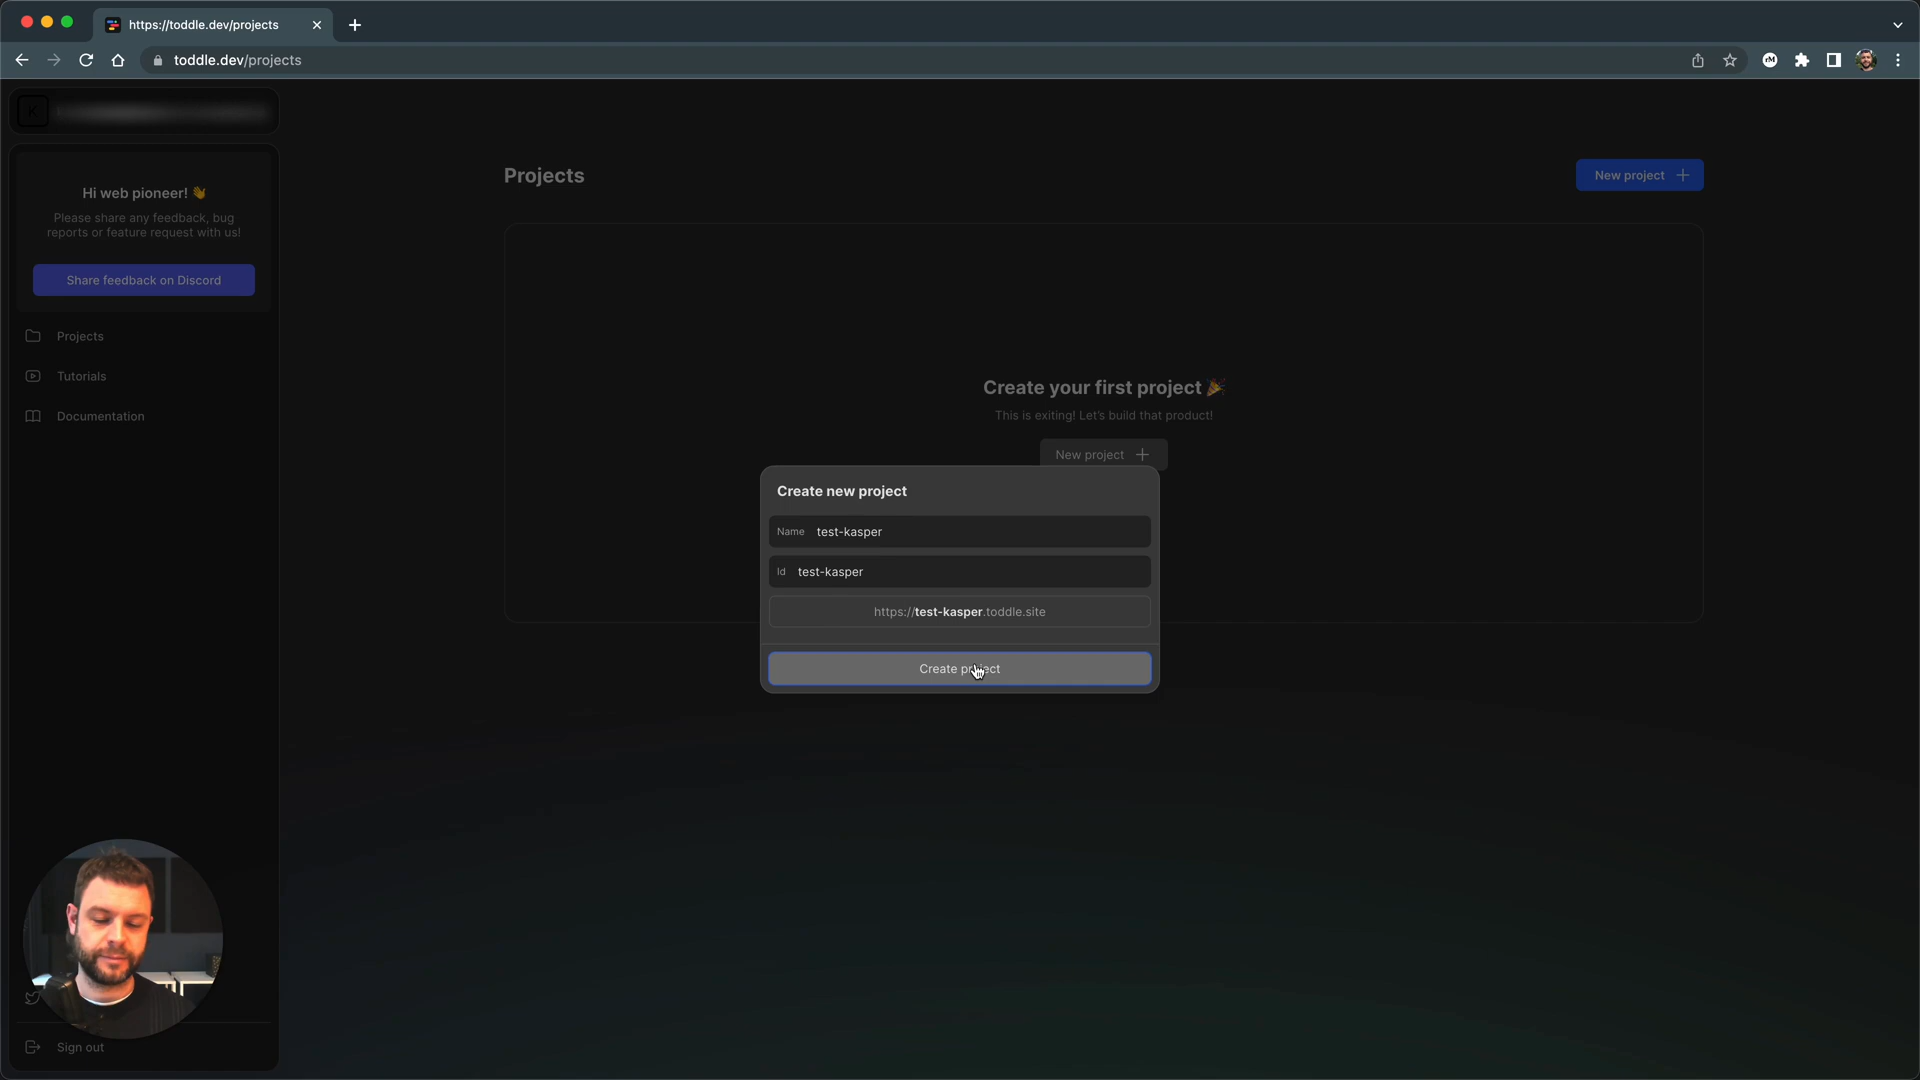 https://toddle.dev/projects
toddle.dev/projects
K
Hi web pioneer! 👋
Please share any feedback, bug
reports or feature request with us!
Share feedback on Discord
Projects
Tutorials
Documentation
Sign out
Projects
New project
Create your first project 🎉
This is exiting! Let's build that product!
New project
Create new project
Name test-kasper
Id test-kasper
https://test-kasper.toddle.site
Create project